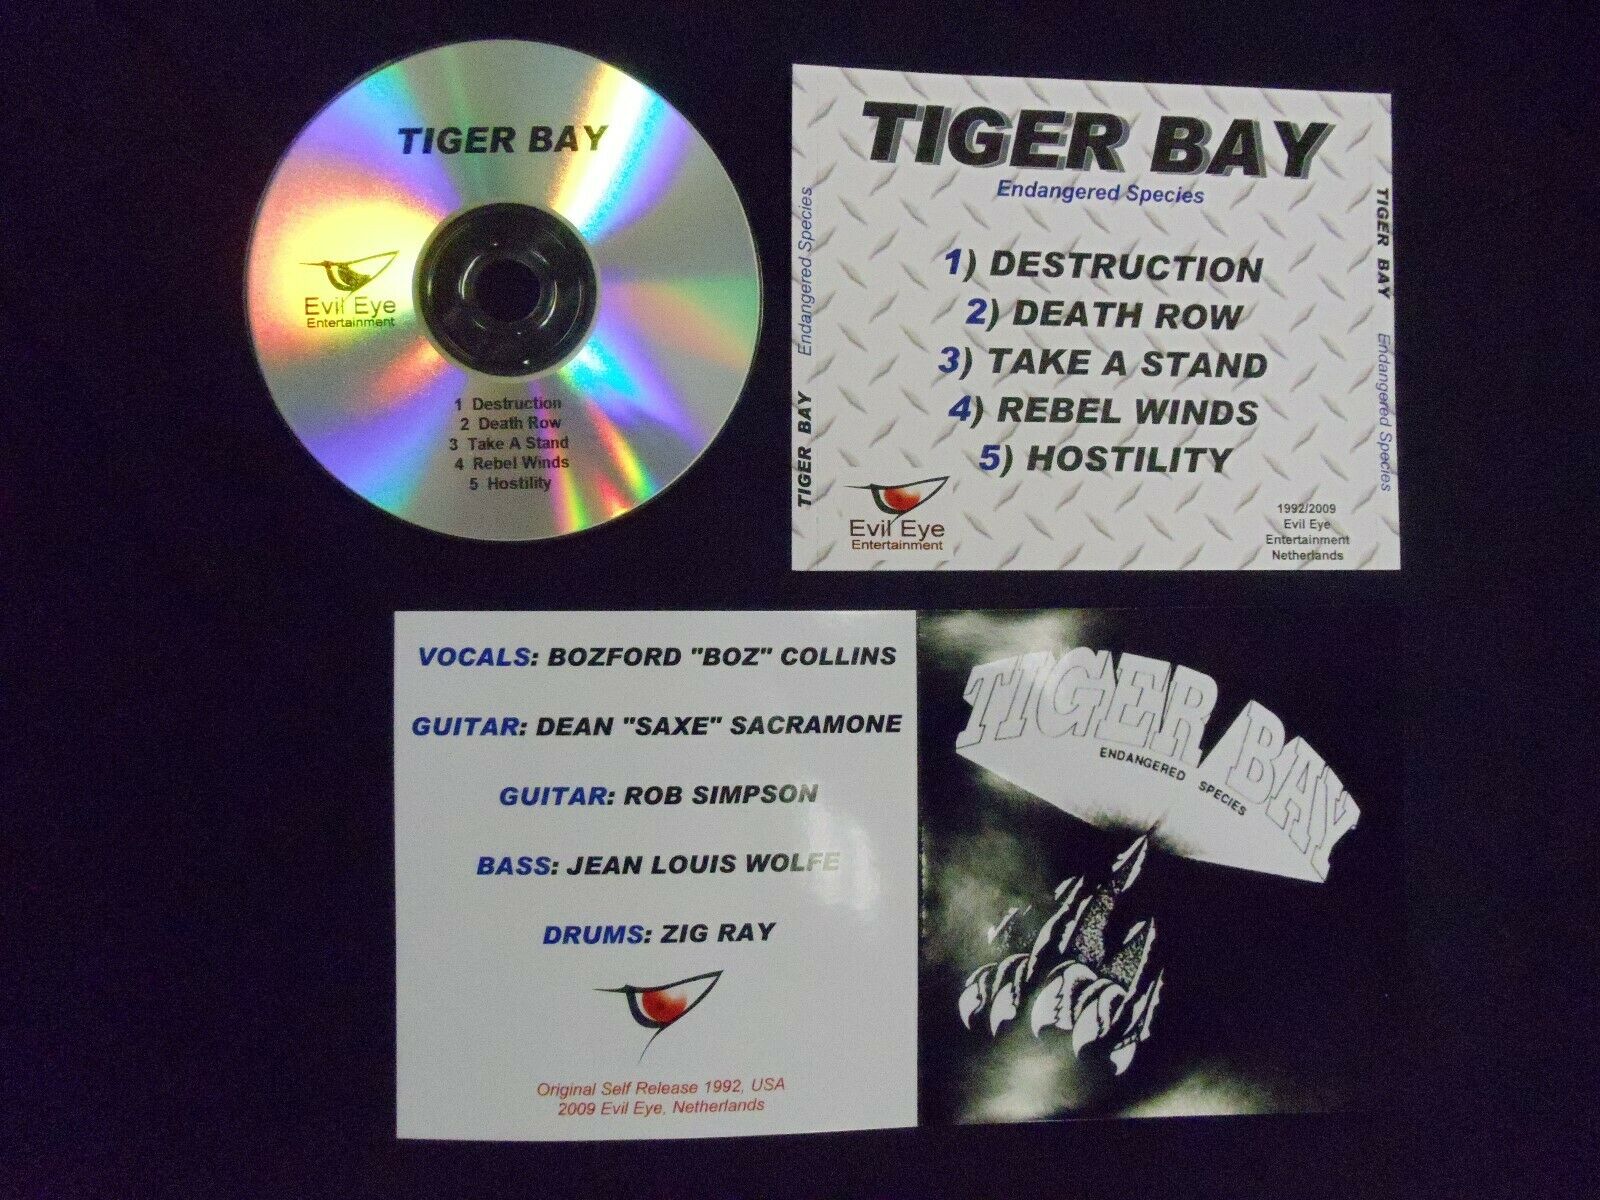 TIGER BAY
Evil Eye
Entertainment
1 Destruction
2 Death Row
3 Take A Stand
4 Rebel Winds
5 Hostility
TIGER BAY Endangered Species
TIGER BAY
Endangered Species
1) DESTRUCTION
2) DEATH ROW
3) TAKE A STAND
4) REBEL WINDS
5) HOSTILITY
Evil Eye
Entertainment
1992/2009
Evil Eye
Entertainment
Netherlands
TIGER BAY Endangered Species
VOCALS: BOZFORD "BOZ" COLLINS
GUITAR: DEAN "SAXE" SACRAMONE
GUITAR: ROB SIMPSON
BASS: JEAN LOUIS WOLFE
DRUMS: ZIG RAY
Original Self Release 1992, USA
2009 Evil Eye, Netherlands
TIGER BAY
ENDANGERED SPECIES